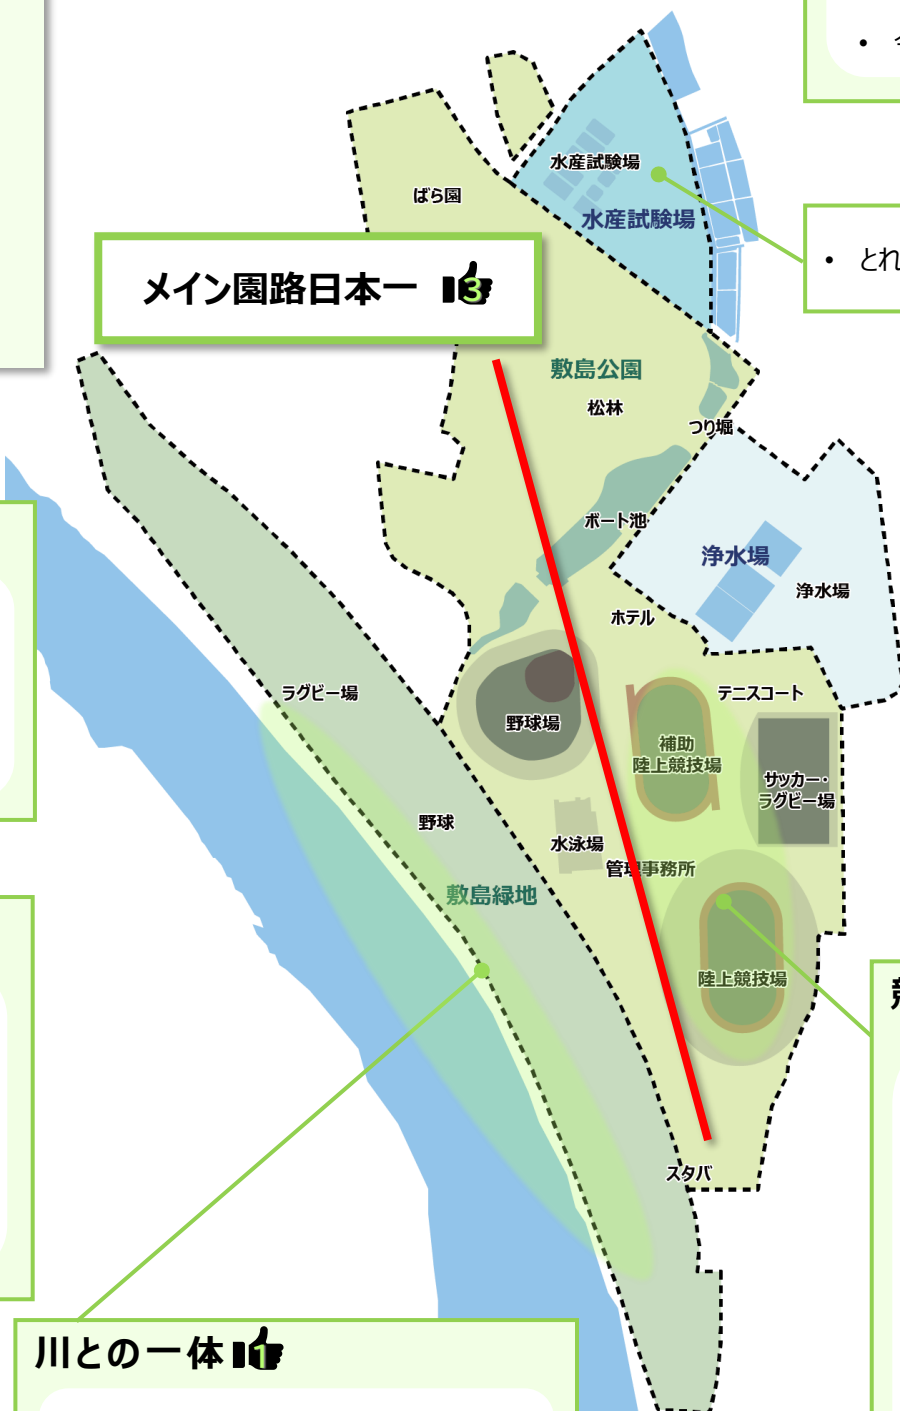 水産試験場
ばら園
水産試験場
• とれ
メイン園路日本一 3
敷島公園
松林
つり堀
ボート池
浄水場
浄水場
ホテル
ラグビー場
テニスコート
野球場
補助
陸上競技場
サッカー・
ラグビー場
野球
水泳場
管理事務所
敷島緑地
陸上競技場
スタバ
川との一体 1